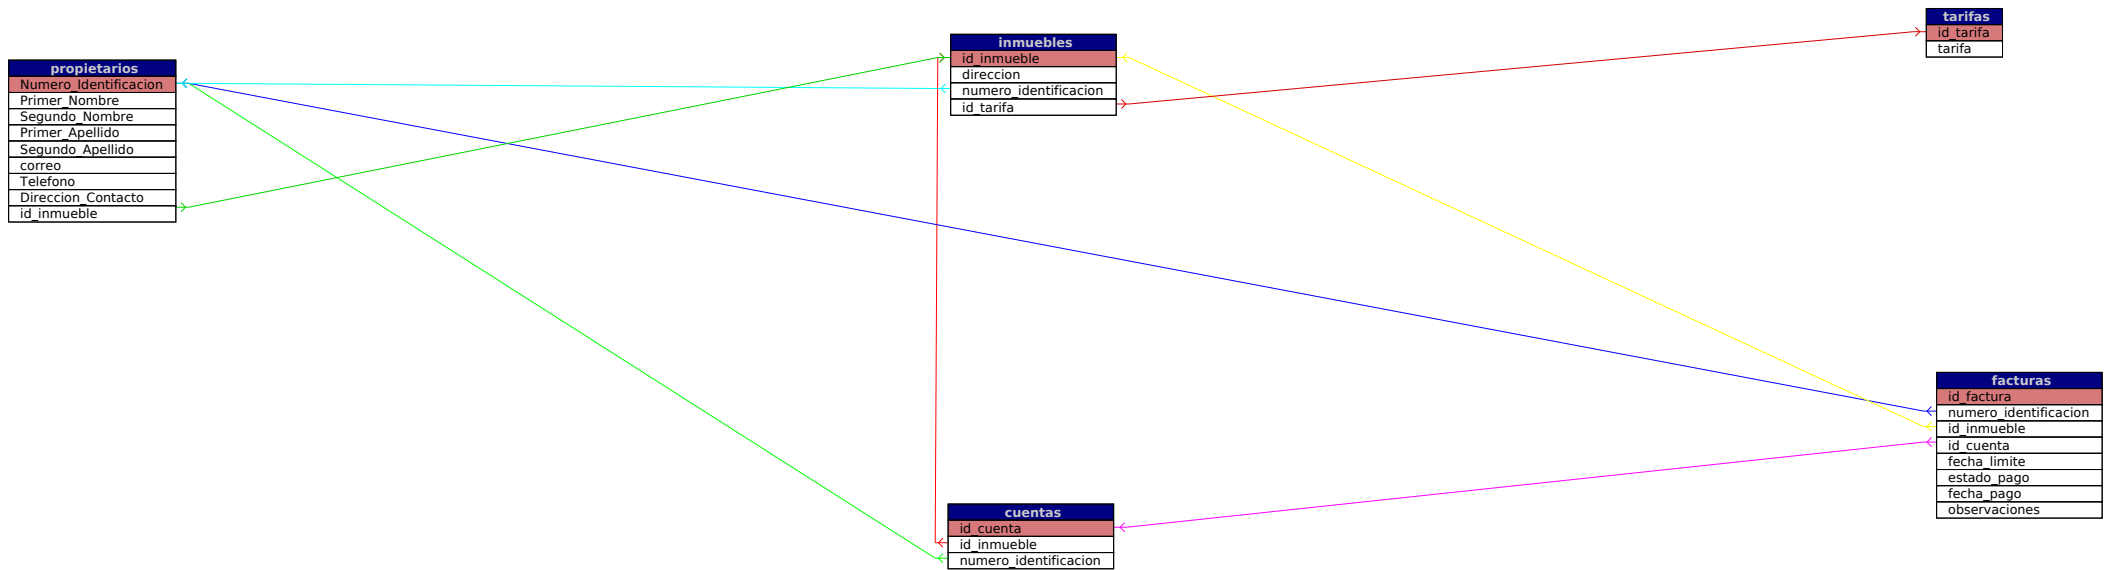 propietarios
Numero_Identificacion
Primer_Nombre
Segundo_Nombre
Primer_Apellido
Segundo_Apellido
correo
Telefono
Direccion_Contacto
id_inmueble
inmuebles
id_inmueble
direccion
numero_identificacion
id_tarifa
tarifas
id_tarifa
tarifa
cuentas
id_cuenta
id_inmueble
numero_identificacion
facturas
id_factura
numero_identificacion
id_inmueble
id_cuenta
fecha_limite
estado_pago
fecha_pago
observaciones